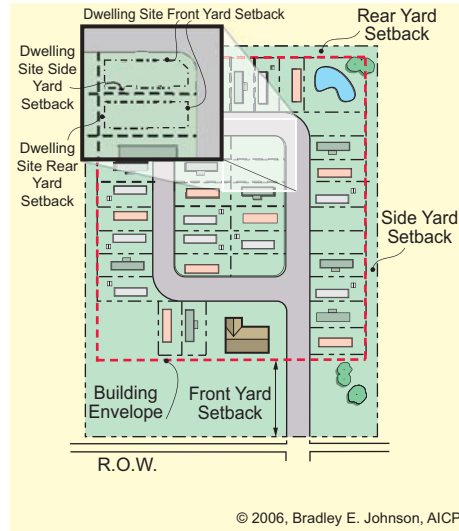 Dwelling Site Front Yard Setback
Rear Yard
Setback
Dwelling
Site Side
Yard
Setback
Dwelling
Site Rear
Yard
Setback
Side Yard
Setback
Building
Envelope
Front Yard
Setback
R.O.W.
© 2006, Bradley E. Johnson, AICP